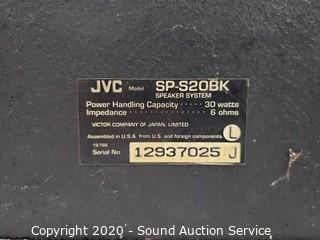 JVC Model SP-S20BK
SPEAKER SYSTEM
Power Handling Capacity ····· 30 watts
Impedance ················ 6 ohms
VICTOR COMPANY OF JAPAN, LIMITED
Assembled in U.S.A. from U.S. and foreign components L
Serial No. 12937025 J
Copyright 2020 - Sound Auction Service